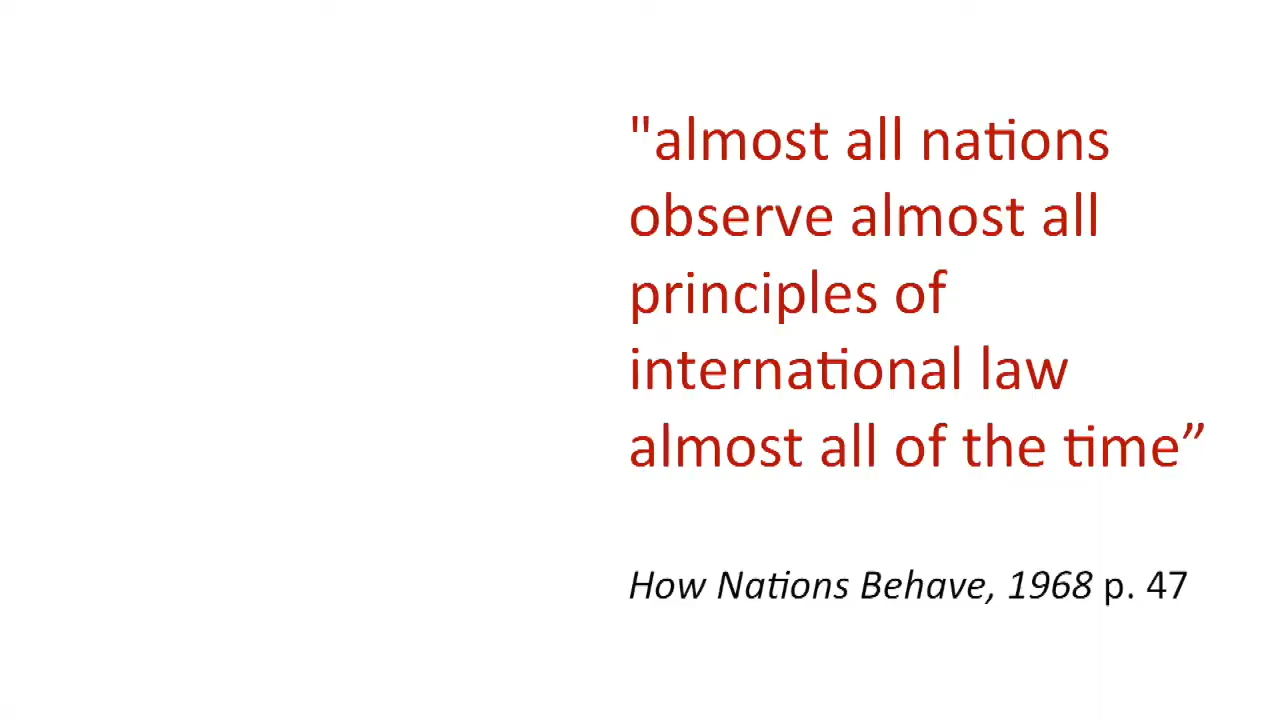 "almost all nations
observe almost all
principles of
international law
almost all of the time”
How Nations Behave, 1968 p. 47